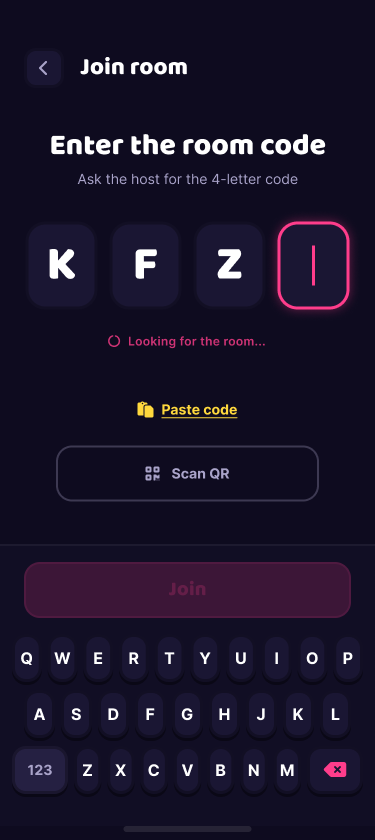 Join room
Enter the room code
Ask the host for the 4-letter code
K F Z
Looking for the room...
Paste code
Scan QR
Join
Q W E R T Y U I O P
A S D F G H J K L
123 Z X C V B N M